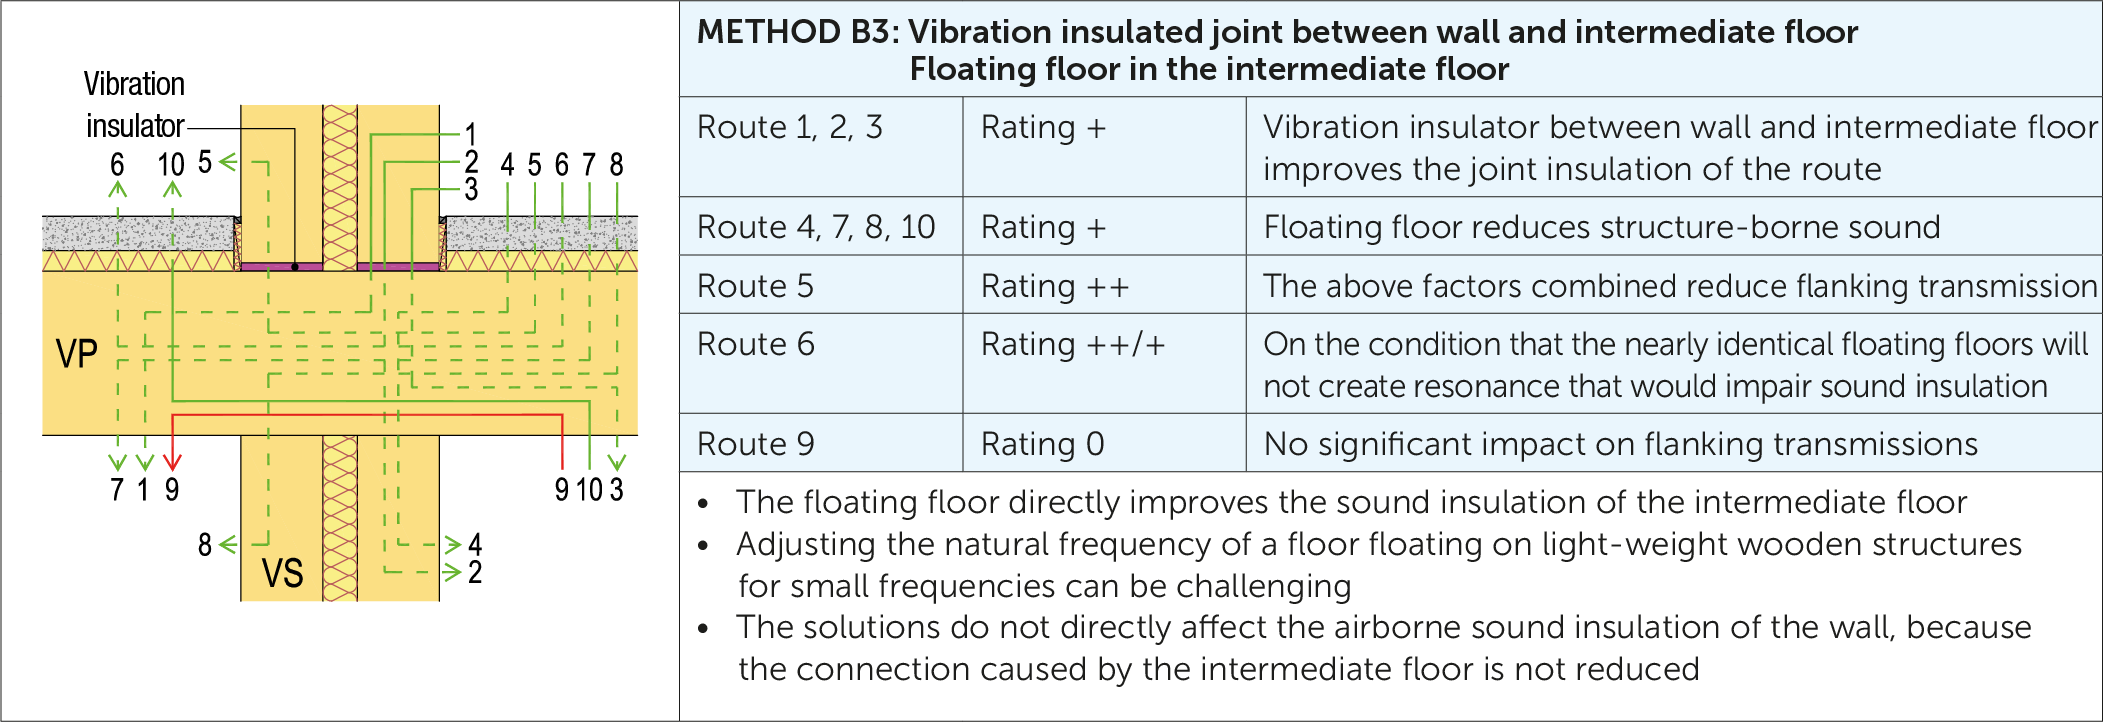 Vibration
insulator
1
2
3
4 5 6 7 8
6 10 5
VP
7 1 9
9 10 3
8
VS
4
2
METHOD B3: Vibration insulated joint between wall and intermediate floor
Floating floor in the intermediate floor
Route 1, 2, 3 Rating + Vibration insulator between wall and intermediate floor
improves the joint insulation of the route
Route 4, 7, 8, 10 Rating + Floating floor reduces structure-borne sound
Route 5 Rating ++ The above factors combined reduce flanking transmission
Route 6 Rating ++/+ On the condition that the nearly identical floating floors will
not create resonance that would impair sound insulation
Route 9 Rating 0 No significant impact on flanking transmissions
• The floating floor directly improves the sound insulation of the intermediate floor
• Adjusting the natural frequency of a floor floating on light-weight wooden structures
for small frequencies can be challenging
• The solutions do not directly affect the airborne sound insulation of the wall, because
the connection caused by the intermediate floor is not reduced